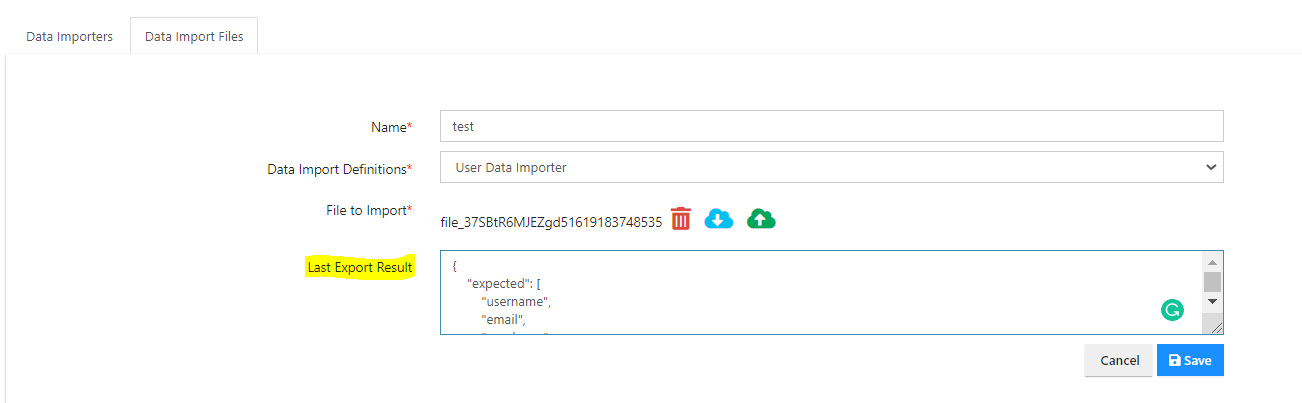 Data Importers
Data Import Files
Name*
test
Data Import Definitions*
User Data Importer
File to Import*
file_37SBtR6MJEZgd51619183748535
Last Export Result
{
"expected": [
"username",
"email",
Cancel
Save